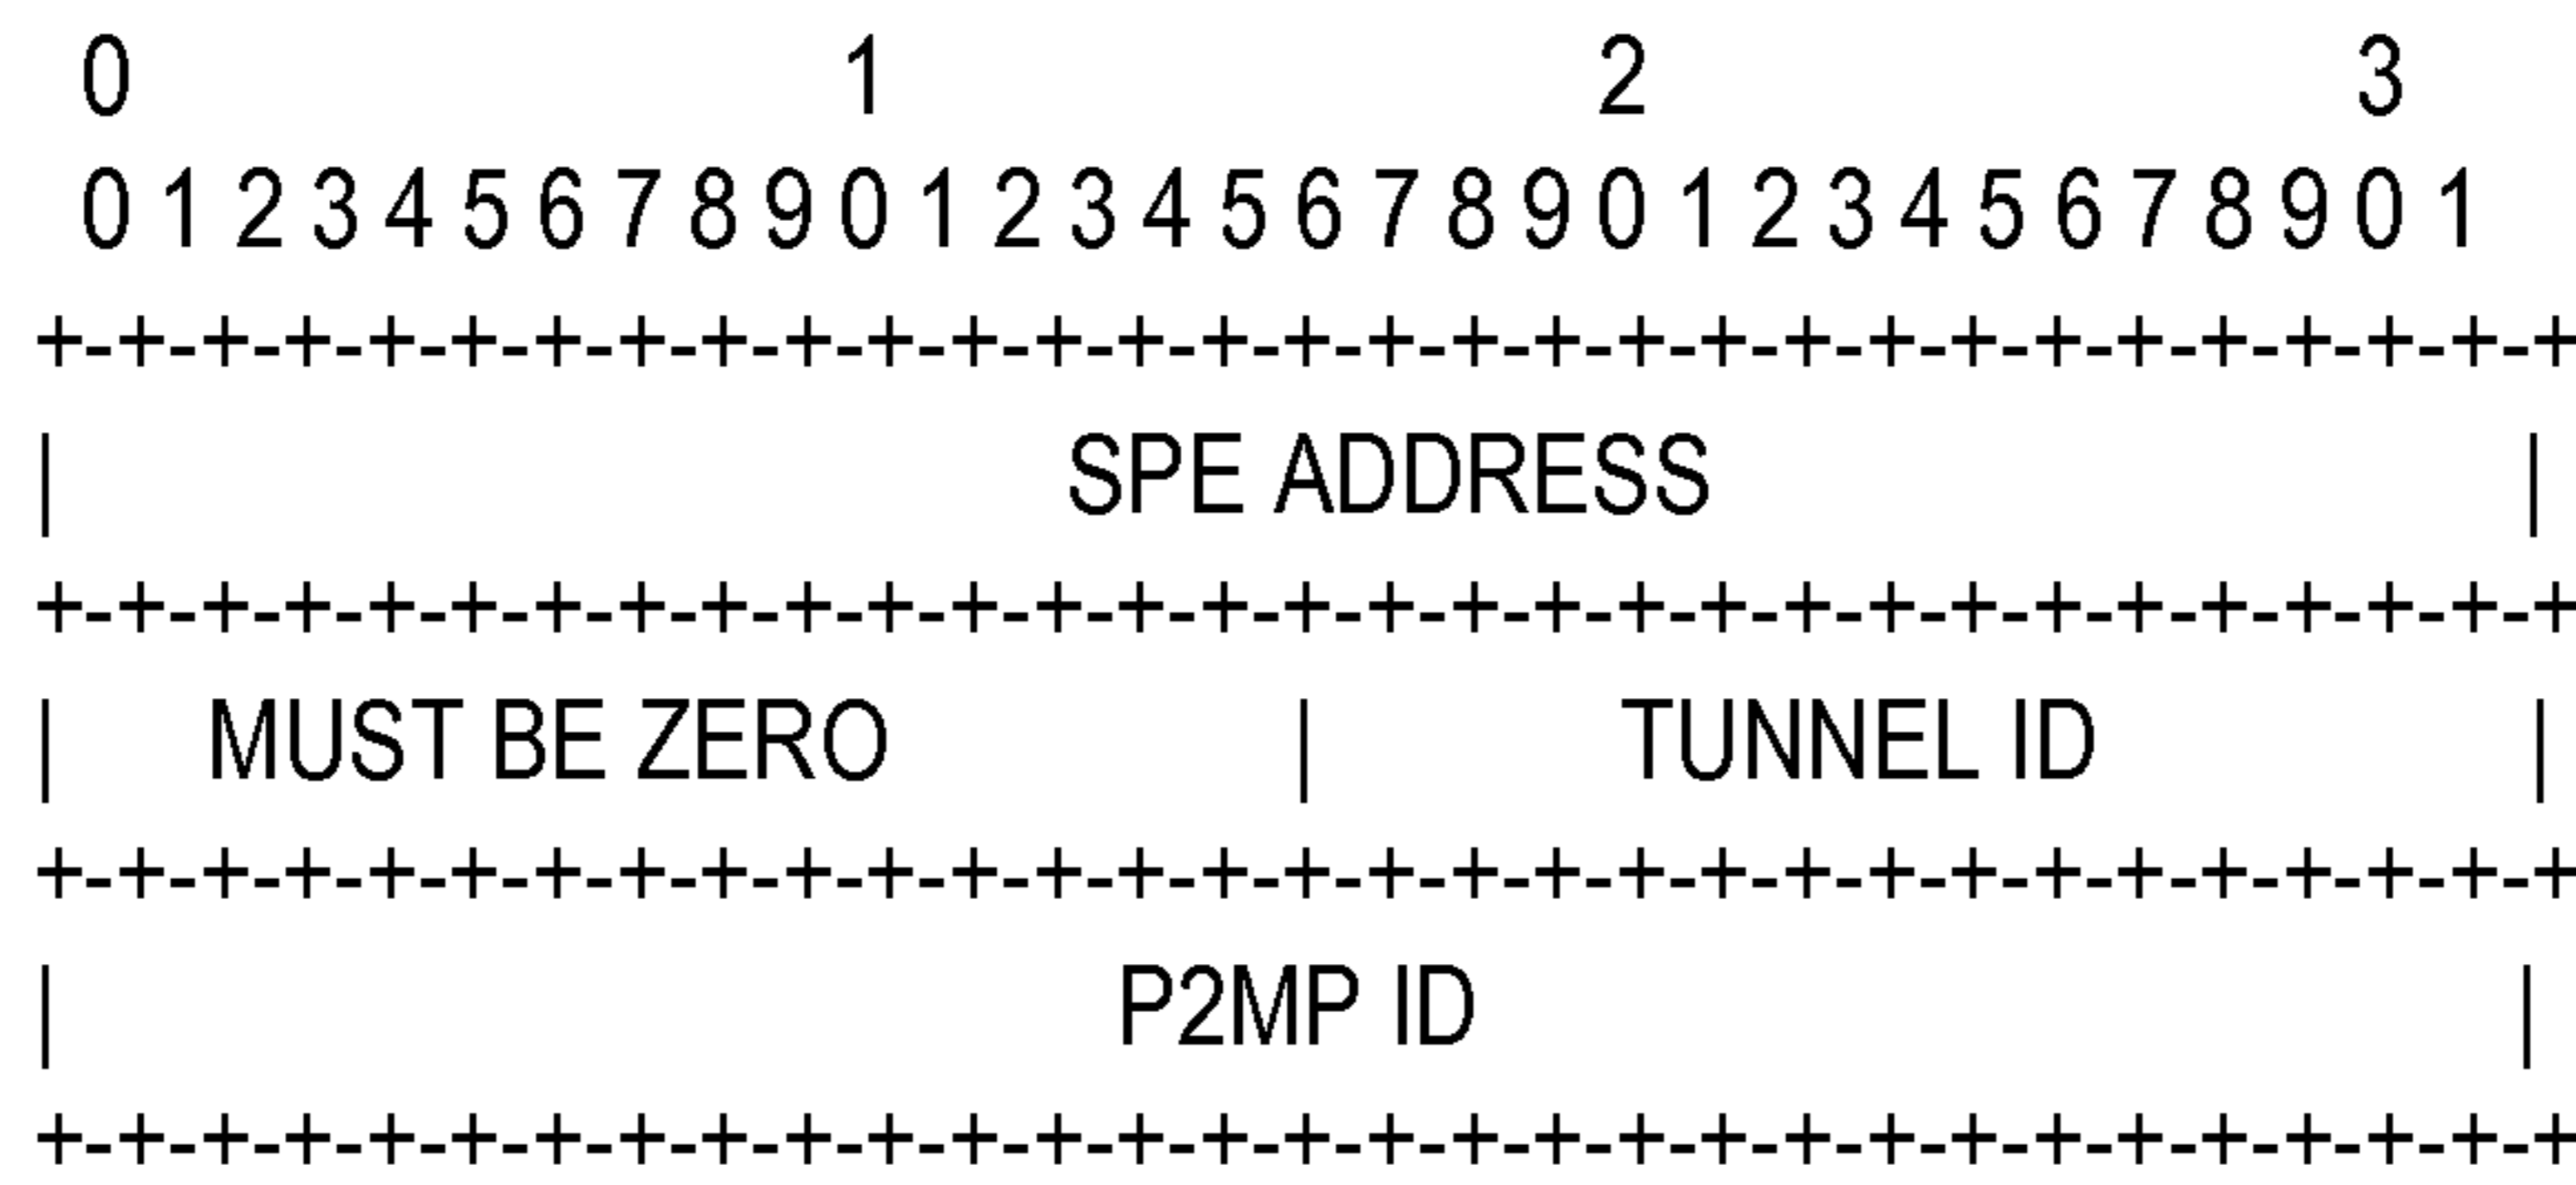 0 1 2 3
0 1 2 3 4 5 6 7 8 9 0 1 2 3 4 5 6 7 8 9 0 1 2 3 4 5 6 7 8 9 0 1
+-+-+-+-+-+-+-+-+-+-+-+-+-+-+-+-+-+-+-+-+-+-+-+-+-+-+-+-+-+-+-+
| SPE ADDRESS |
+-+-+-+-+-+-+-+-+-+-+-+-+-+-+-+-+-+-+-+-+-+-+-+-+-+-+-+-+-+-+-+
| MUST BE ZERO | TUNNEL ID |
+-+-+-+-+-+-+-+-+-+-+-+-+-+-+-+-+-+-+-+-+-+-+-+-+-+-+-+-+-+-+-+
| P2MP ID |
+-+-+-+-+-+-+-+-+-+-+-+-+-+-+-+-+-+-+-+-+-+-+-+-+-+-+-+-+-+-+-+